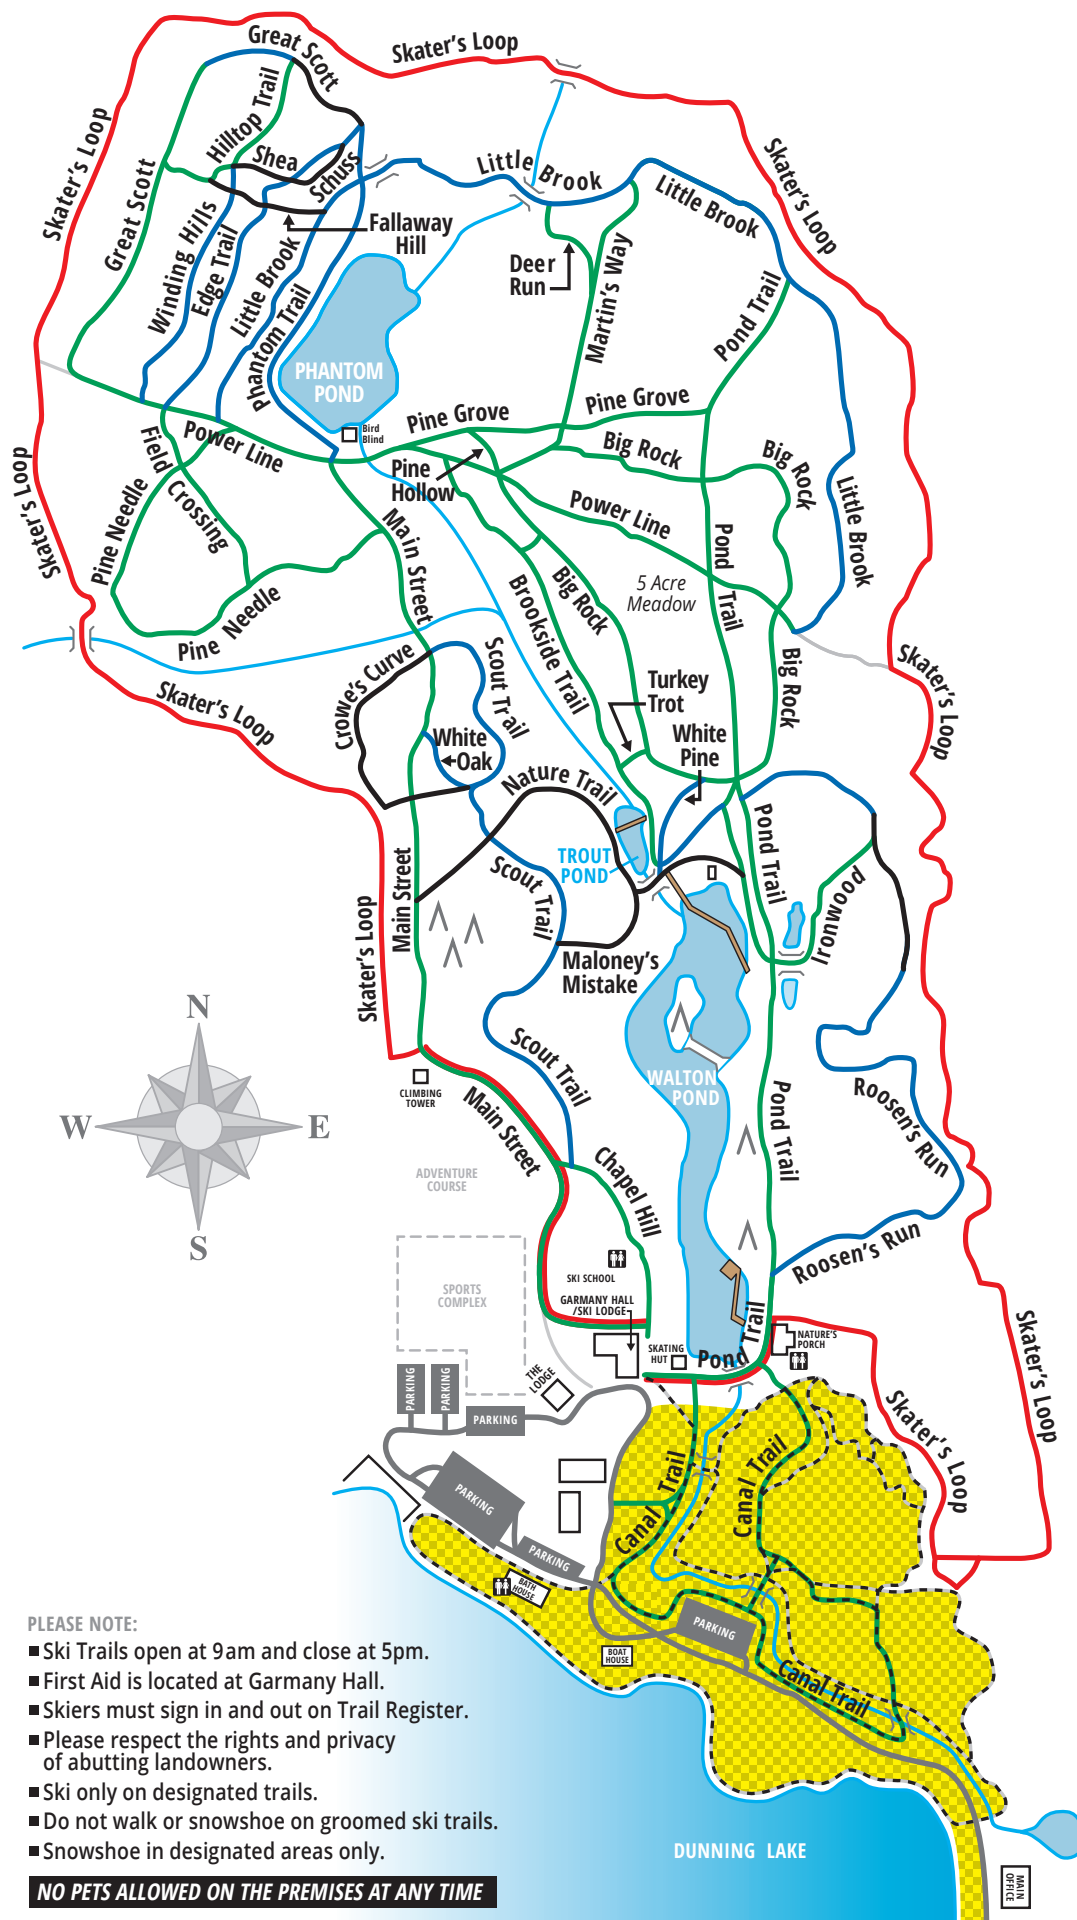 Great Scott
Skater's Loop
Skater's Loop
Hilltop Trail
Shea
Schuss
Little Brook
Little Brook
Skater's Loop
Great Scott
Winding Hills
Edge Trail
Little Brook
Phantom Trail
Fallaway
Hill
Deer
Run
Martin's Way
Pond Trail
PHANTOM
POND
Bird
Blind
Pine Grove
Pine Grove
Power Line
Field Crossing
Pine
Hollow
Big Rock
Big Rock
Little Brook
Skater's Loop
Pine Needle
Main Street
Power Line
Pond Trail
5 Acre
Meadow
Brookside Trail
Big Rock
Pine Needle
Big Rock
Skater's Loop
Skater's Loop
Crowe's Curve
Scout Trail
Turkey
Trot
White
Pine
White
Oak
Nature Trail
TROUT
POND
Pond Trail
Ironwood
Main Street
Scout Trail
Skater's Loop
Maloney's
Mistake
N
W
E
S
Scout Trail
WALTON
POND
CLIMBING
TOWER
Main Street
Pond Trail
Roosen's Run
ADVENTURE
COURSE
Chapel Hill
Roosen's Run
SKI SCHOOL
SPORTS
COMPLEX
GARMANY HALL
/SKI LODGE
SKATING
HUT
Pond Trail
NATURE'S
PORCH
Skater's Loop
Skater's Loop
THE
LODGE
PARKING
PARKING
PARKING
PARKING
PARKING
Canal Trail
Canal Trail
BATH
HOUSE
PARKING
BOAT
HOUSE
Canal Trail
PLEASE NOTE:
■ Ski Trails open at 9am and close at 5pm.
■ First Aid is located at Garmany Hall.
■ Skiers must sign in and out on Trail Register.
■ Please respect the rights and privacy
of abutting landowners.
■ Ski only on designated trails.
■ Do not walk or snowshoe on groomed ski trails.
■ Snowshoe in designated areas only.
NO PETS ALLOWED ON THE PREMISES AT ANY TIME
DUNNING LAKE
MAIN
OFFICE